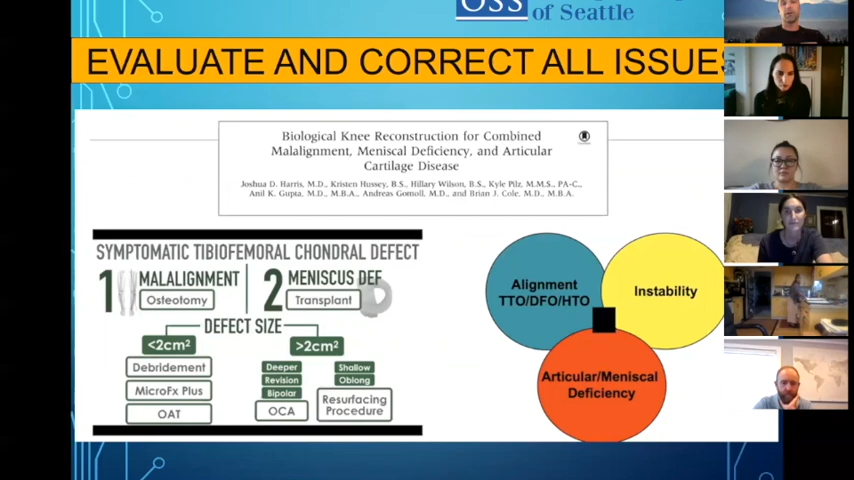 OSS
of Seattle
EVALUATE AND CORRECT ALL ISSUES
Biological Knee Reconstruction for Combined
Malalignment, Meniscal Deficiency, and Articular
Cartilage Disease
Joshua D. Harris, M.D., Kristen Hussey, B.S., Hillary Wilson, B.S., Kyle Pilz, M.M.S., PA-C.,
Anil K. Gupta, M.D., M.B.A., Andreas Gomoll, M.D., and Brian J. Cole, M.D., M.B.A.
SYMPTOMATIC TIBIOFEMORAL CHONDRAL DEFECT
1 MALALIGNMENT
Osteotomy
2 MENISCUS DEF
Transplant
DEFECT SIZE
<2cm²
Debridement
MicroFx Plus
OAT
>2cm²
Deeper
Revision
Bipolar
OCA
Shallow
Oblong
Resurfacing
Procedure
Alignment
TTO/DFO/HTO
Instability
Articular/Meniscal
Deficiency